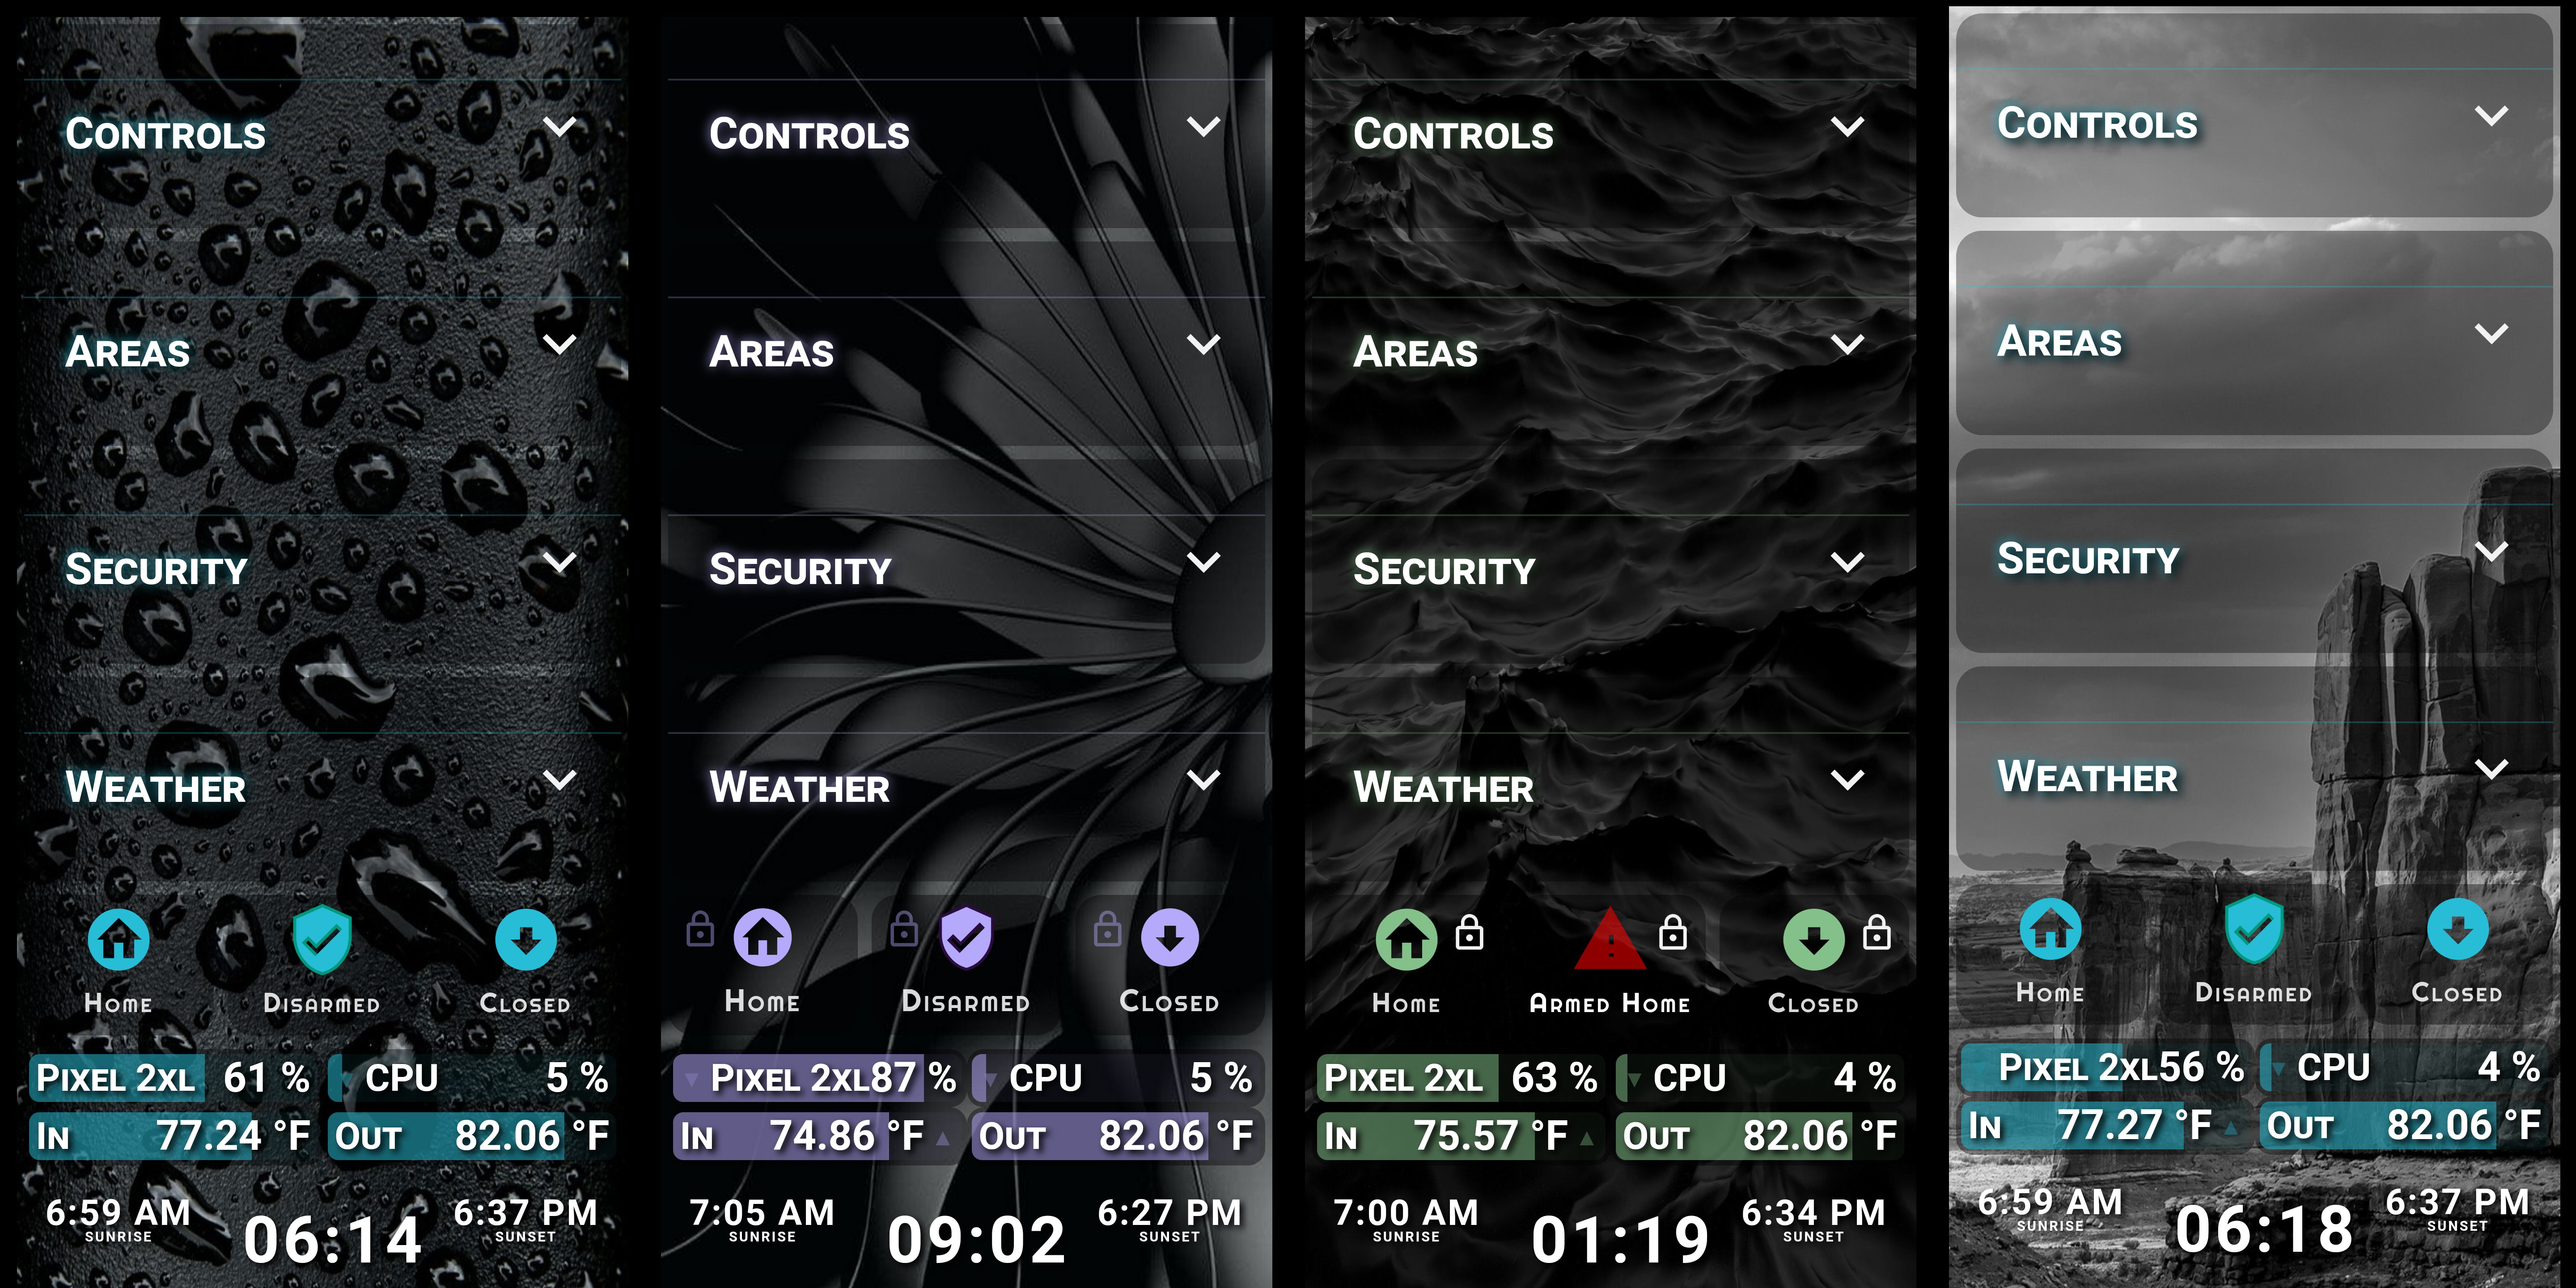 CONTROLS
AREAS
SECURITY
WEATHER
HOME DISARMED CLOSED
PIXEL 2XL 61 % CPU 5 %
IN 77.24 °F OUT 82.06 °F
6:59 AM 06:14 6:37 PM
SUNRISE SUNSET
CONTROLS
AREAS
SECURITY
WEATHER
HOME DISARMED CLOSED
PIXEL 2XL87 % CPU 5 %
IN 74.86 °F OUT 82.06 °F
7:05 AM 09:02 6:27 PM
SUNRISE SUNSET
CONTROLS
AREAS
SECURITY
WEATHER
HOME ARMED HOME CLOSED
PIXEL 2XL 63 % CPU 4 %
IN 75.57 °F OUT 82.06 °F
7:00 AM 01:19 6:34 PM
SUNRISE SUNSET
CONTROLS
AREAS
SECURITY
WEATHER
HOME DISARMED CLOSED
PIXEL 2XL56 % CPU 4 %
IN 77.27 °F OUT 82.06 °F
6:59 AM 06:18 6:37 PM
SUNRISE SUNSET